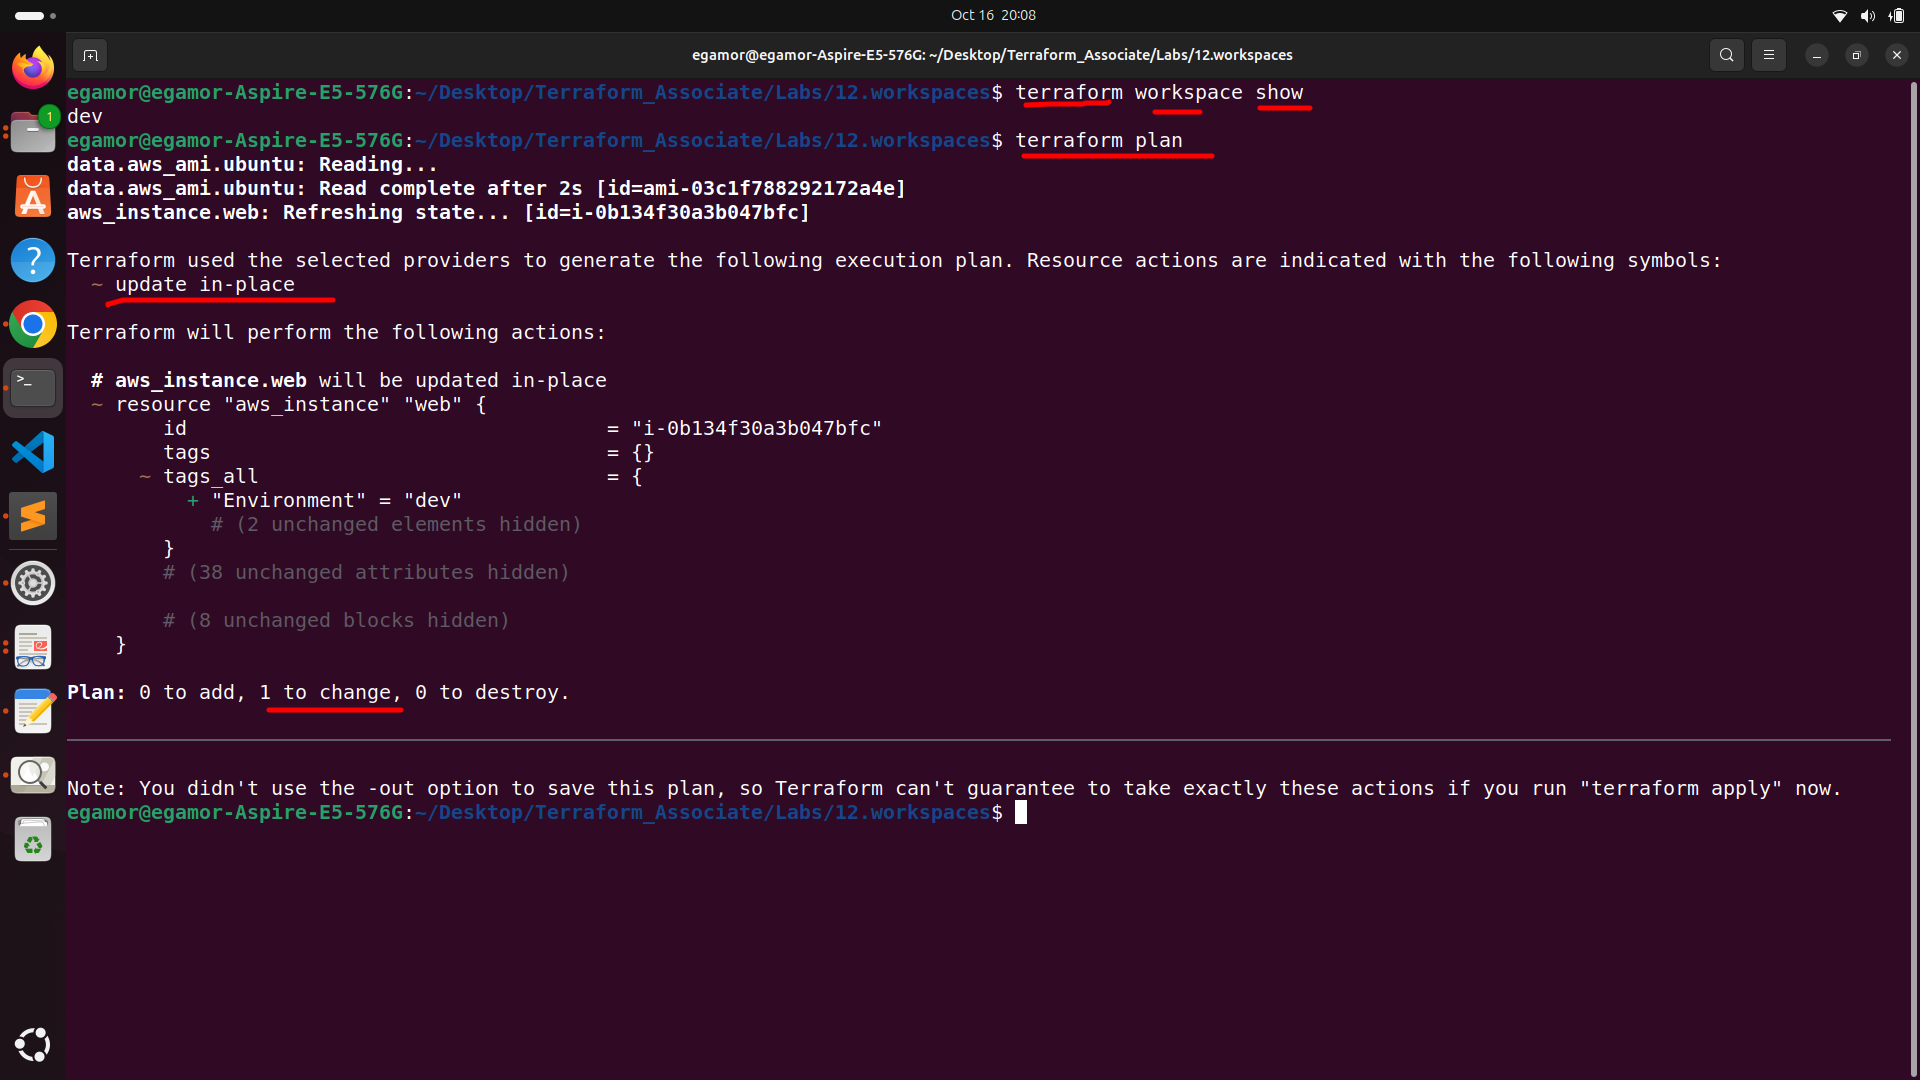 Oct 16 20:08
egamor@egamor-Aspire-E5-576G: ~/Desktop/Terraform_Associate/Labs/12.workspaces
egamor@egamor-Aspire-E5-576G:~/Desktop/Terraform_Associate/Labs/12.workspaces$ terraform workspace show
dev
egamor@egamor-Aspire-E5-576G:~/Desktop/Terraform_Associate/Labs/12.workspaces$ terraform plan
data.aws_ami.ubuntu: Reading...
data.aws_ami.ubuntu: Read complete after 2s [id=ami-03c1f788292172a4e]
aws_instance.web: Refreshing state... [id=i-0b134f30a3b047bfc]
Terraform used the selected providers to generate the following execution plan. Resource actions are indicated with the following symbols:
~ update in-place
Terraform will perform the following actions:
# aws_instance.web will be updated in-place
~ resource "aws_instance" "web" {
id = "i-0b134f30a3b047bfc"
tags = {}
~ tags_all = {
+ "Environment" = "dev"
# (2 unchanged elements hidden)
}
# (38 unchanged attributes hidden)
# (8 unchanged blocks hidden)
}
Plan: 0 to add, 1 to change, 0 to destroy.
Note: You didn't use the -out option to save this plan, so Terraform can't guarantee to take exactly these actions if you run "terraform apply" now.
egamor@egamor-Aspire-E5-576G:~/Desktop/Terraform_Associate/Labs/12.workspaces$
1